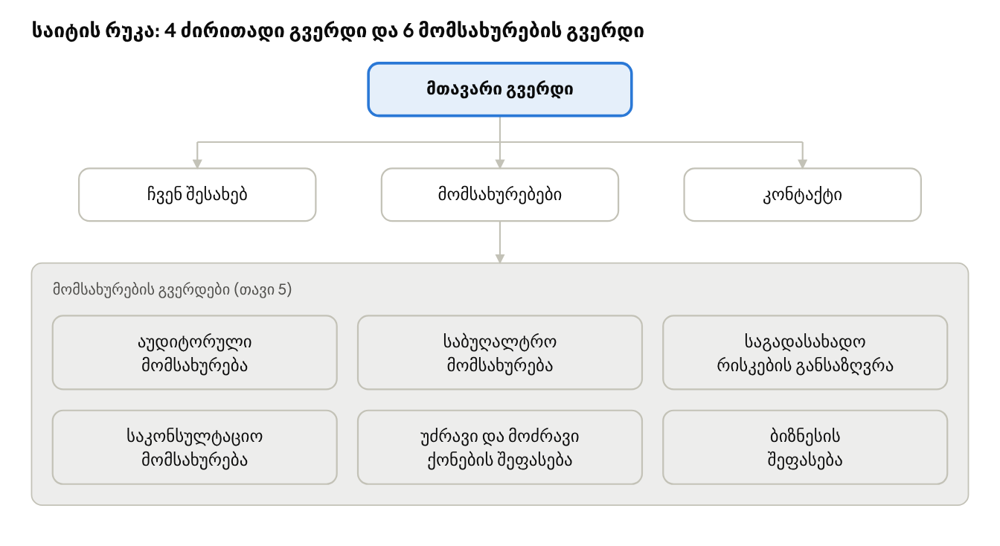 საიტის რუკა: 4 ძირითადი გვერდი და 6 მომსახურების გვერდი
მთავარი გვერდი
ჩვენ შესახებ
მომსახურებები
კონტაქტი
მომსახურების გვერდები (თავი 5)
აუდიტორული
მომსახურება
საბუღალტრო
მომსახურება
საგადასახადო
რისკების განსაზღვრა
საკონსულტაციო
მომსახურება
უძრავი და მოძრავი
ქონების შეფასება
ბიზნესის
შეფასება